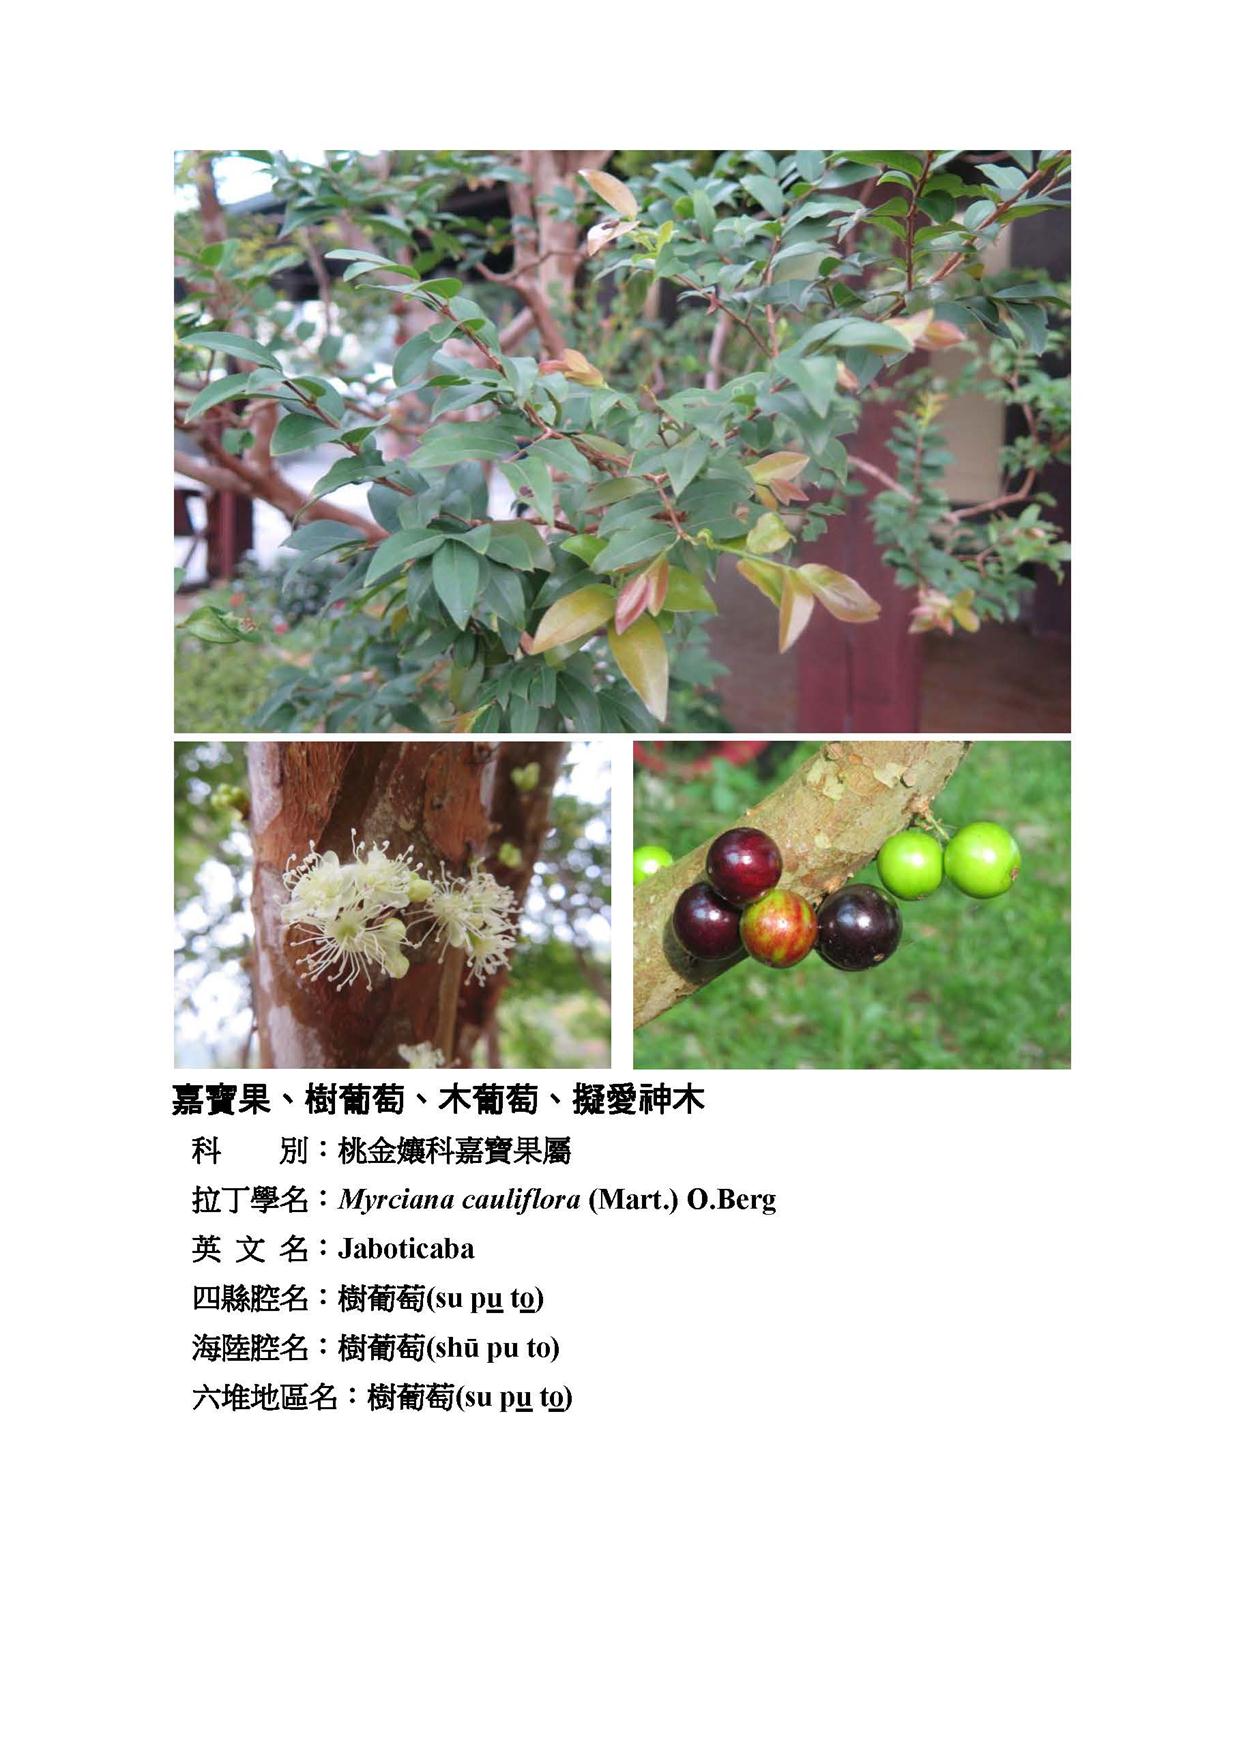 嘉寶果、樹葡萄、木葡萄、擬愛神木
科　　別：桃金孃科嘉寶果屬
拉丁學名：Myrciana cauliflora (Mart.) O.Berg
英 文 名：Jaboticaba
四縣腔名：樹葡萄(su pu to)
海陸腔名：樹葡萄(shū pu to)
六堆地區名：樹葡萄(su pu to)